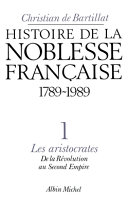 Christian de Bartillat
HISTOIRE DE LA
NOBLESSE FRANÇAISE
1789-1989
1
Les aristocrates
De la Révolution
au Second Empire
Albin Michel